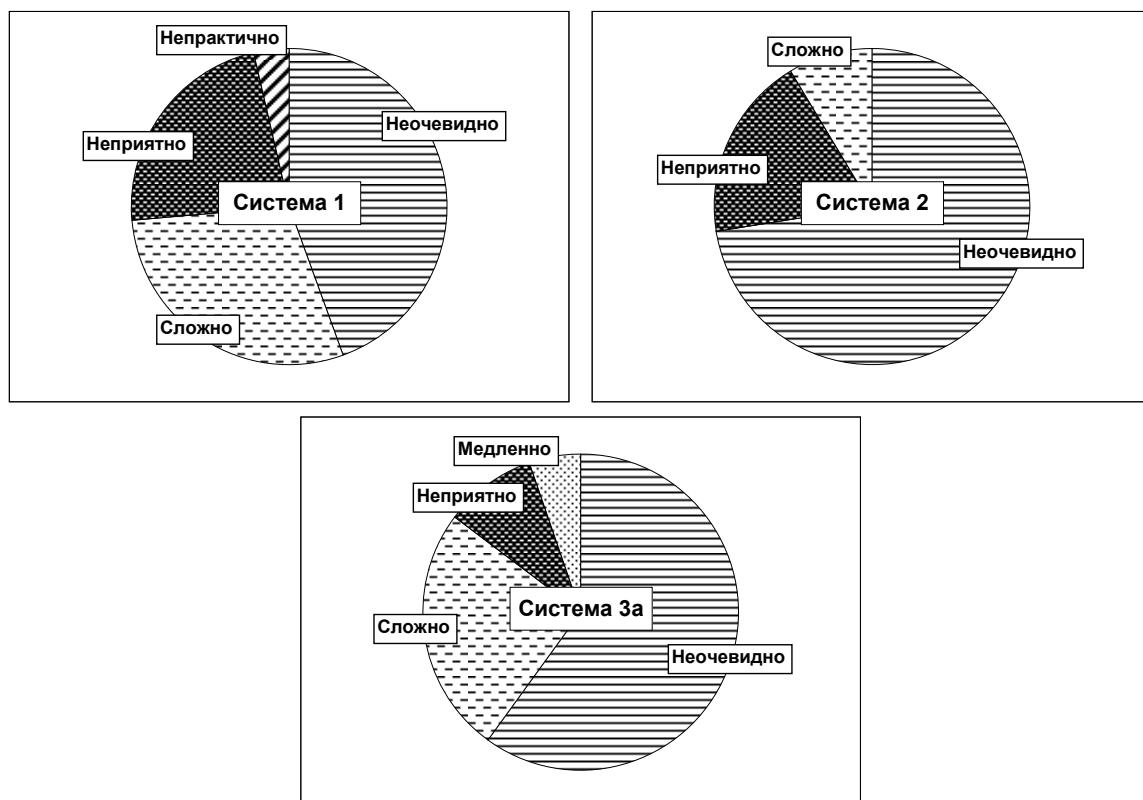 Непрактично
Неочевидно
Неприятно
Система 1
Сложно
Сложно
Неприятно
Система 2
Неочевидно
Медленно
Неприятно
Система 3а
Сложно
Неочевидно